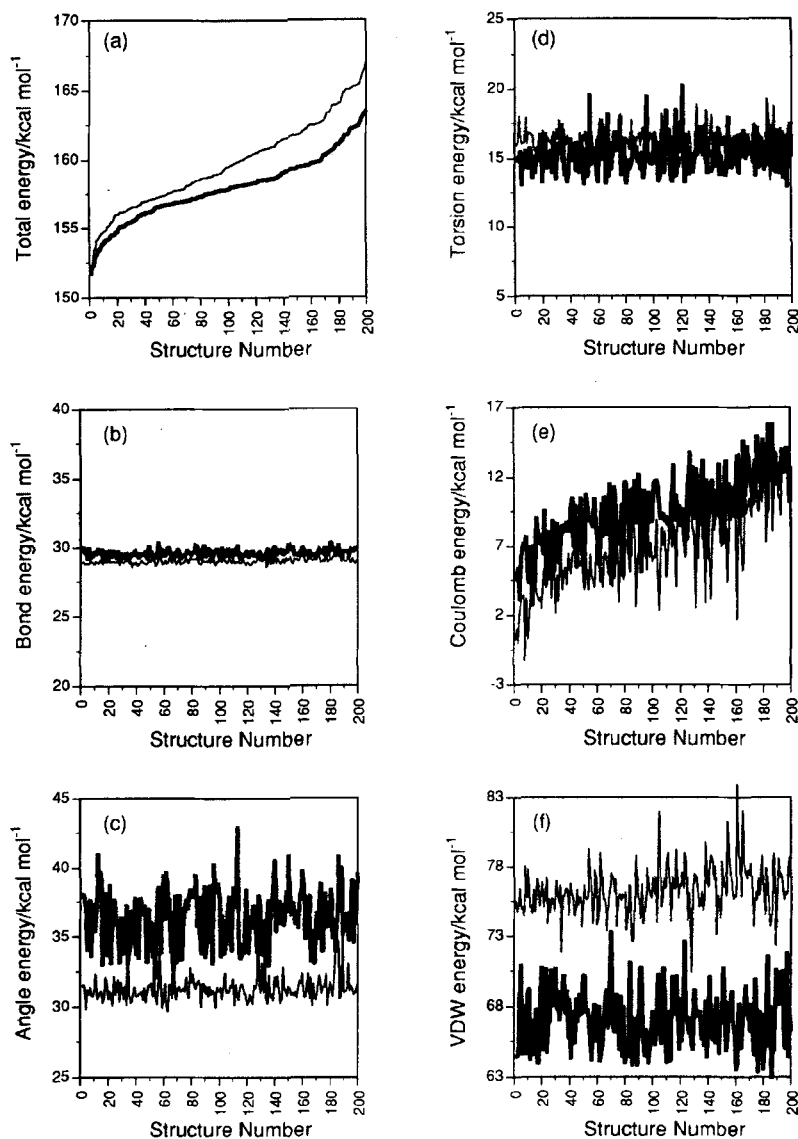 (a)
Total energy/kcal mol⁻¹
170
165
160
155
150
0 20 40 60 80 100 120 140 160 180 200
Structure Number
(d)
Torsion energy/kcal mol⁻¹
25
20
15
10
5
0 20 40 60 80 100 120 140 160 180 200
Structure Number
(b)
Bond energy/kcal mol⁻¹
40
35
30
25
20
0 20 40 60 80 100 120 140 160 180 200
Structure Number
(e)
Coulomb energy/kcal mol⁻¹
17
12
7
2
-3
0 20 40 60 80 100 120 140 160 180 200
Structure Number
(c)
Angle energy/kcal mol⁻¹
45
40
35
30
25
0 20 40 60 80 100 120 140 160 180 200
Structure Number
(f)
VDW energy/kcal mol⁻¹
83
78
73
68
63
0 20 40 60 80 100 120 140 160 180 200
Structure Number